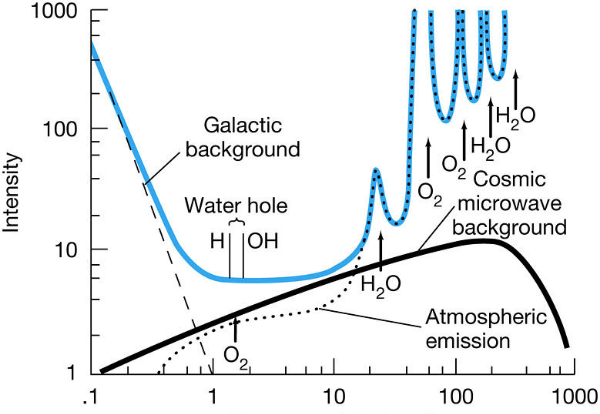 1000
100
10
1
Intensity
Galactic
background
Water hole
H OH
O2
H2O
O2
O2
H2O
H2O
Cosmic
microwave
background
Atmospheric
emission
.1 1 10 100 1000